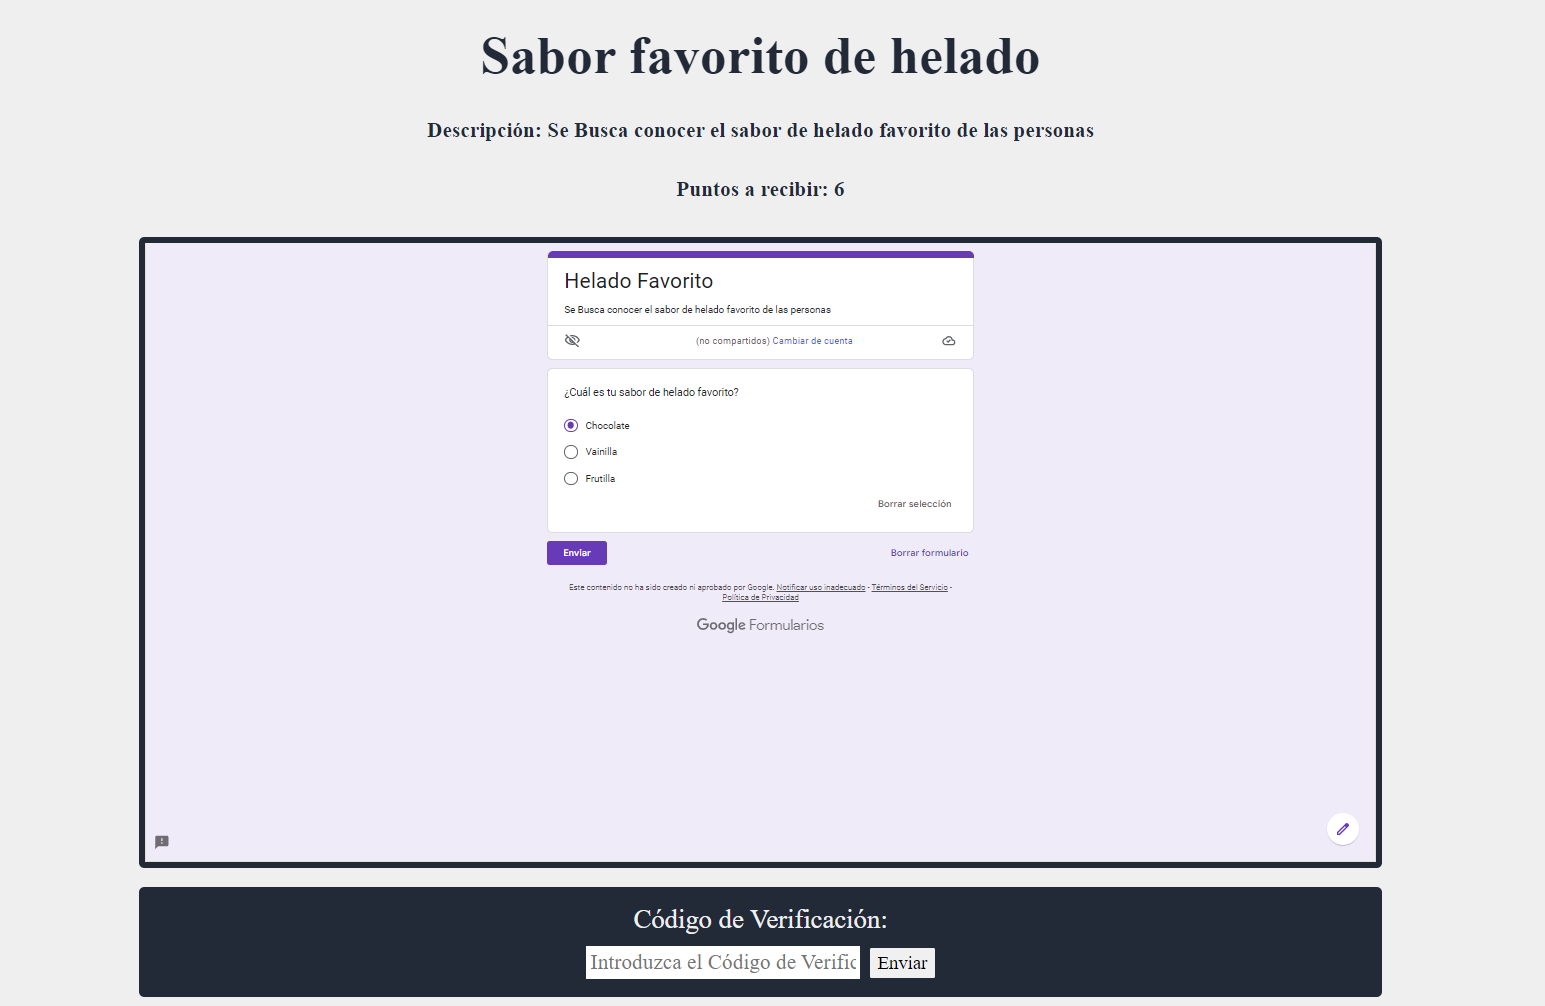 Sabor favorito de helado
Descripción: Se Busca conocer el sabor de helado favorito de las personas
Puntos a recibir: 6
Helado Favorito
Se Busca conocer el sabor de helado favorito de las personas
(no compartidos) Cambiar de cuenta
¿Cuál es tu sabor de helado favorito?
Chocolate
Vainilla
Frutilla
Borrar selección
Enviar
Borrar formulario
Este contenido no ha sido creado ni aprobado por Google. Notificar uso inadecuado - Términos del Servicio -
Política de Privacidad
Google Formularios
Código de Verificación:
Introduzca el Código de Verific
Enviar